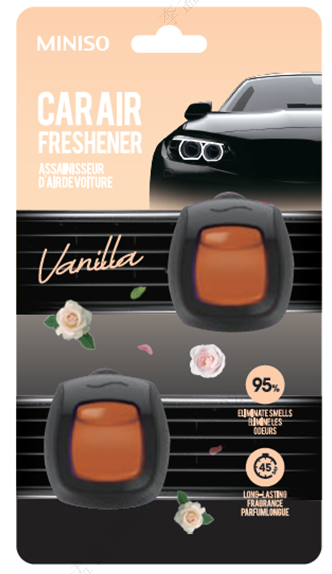 MINISO
CAR AIR
FRESHENER
ASSAINISSEUR
D'AIR DE VOITURE
Vanilla
95%
ELIMINATE SMELLS
ÉLIMINE LES
ODEURS
45
LONG-LASTING
FRAGRANCE
PARFUM LONGUE